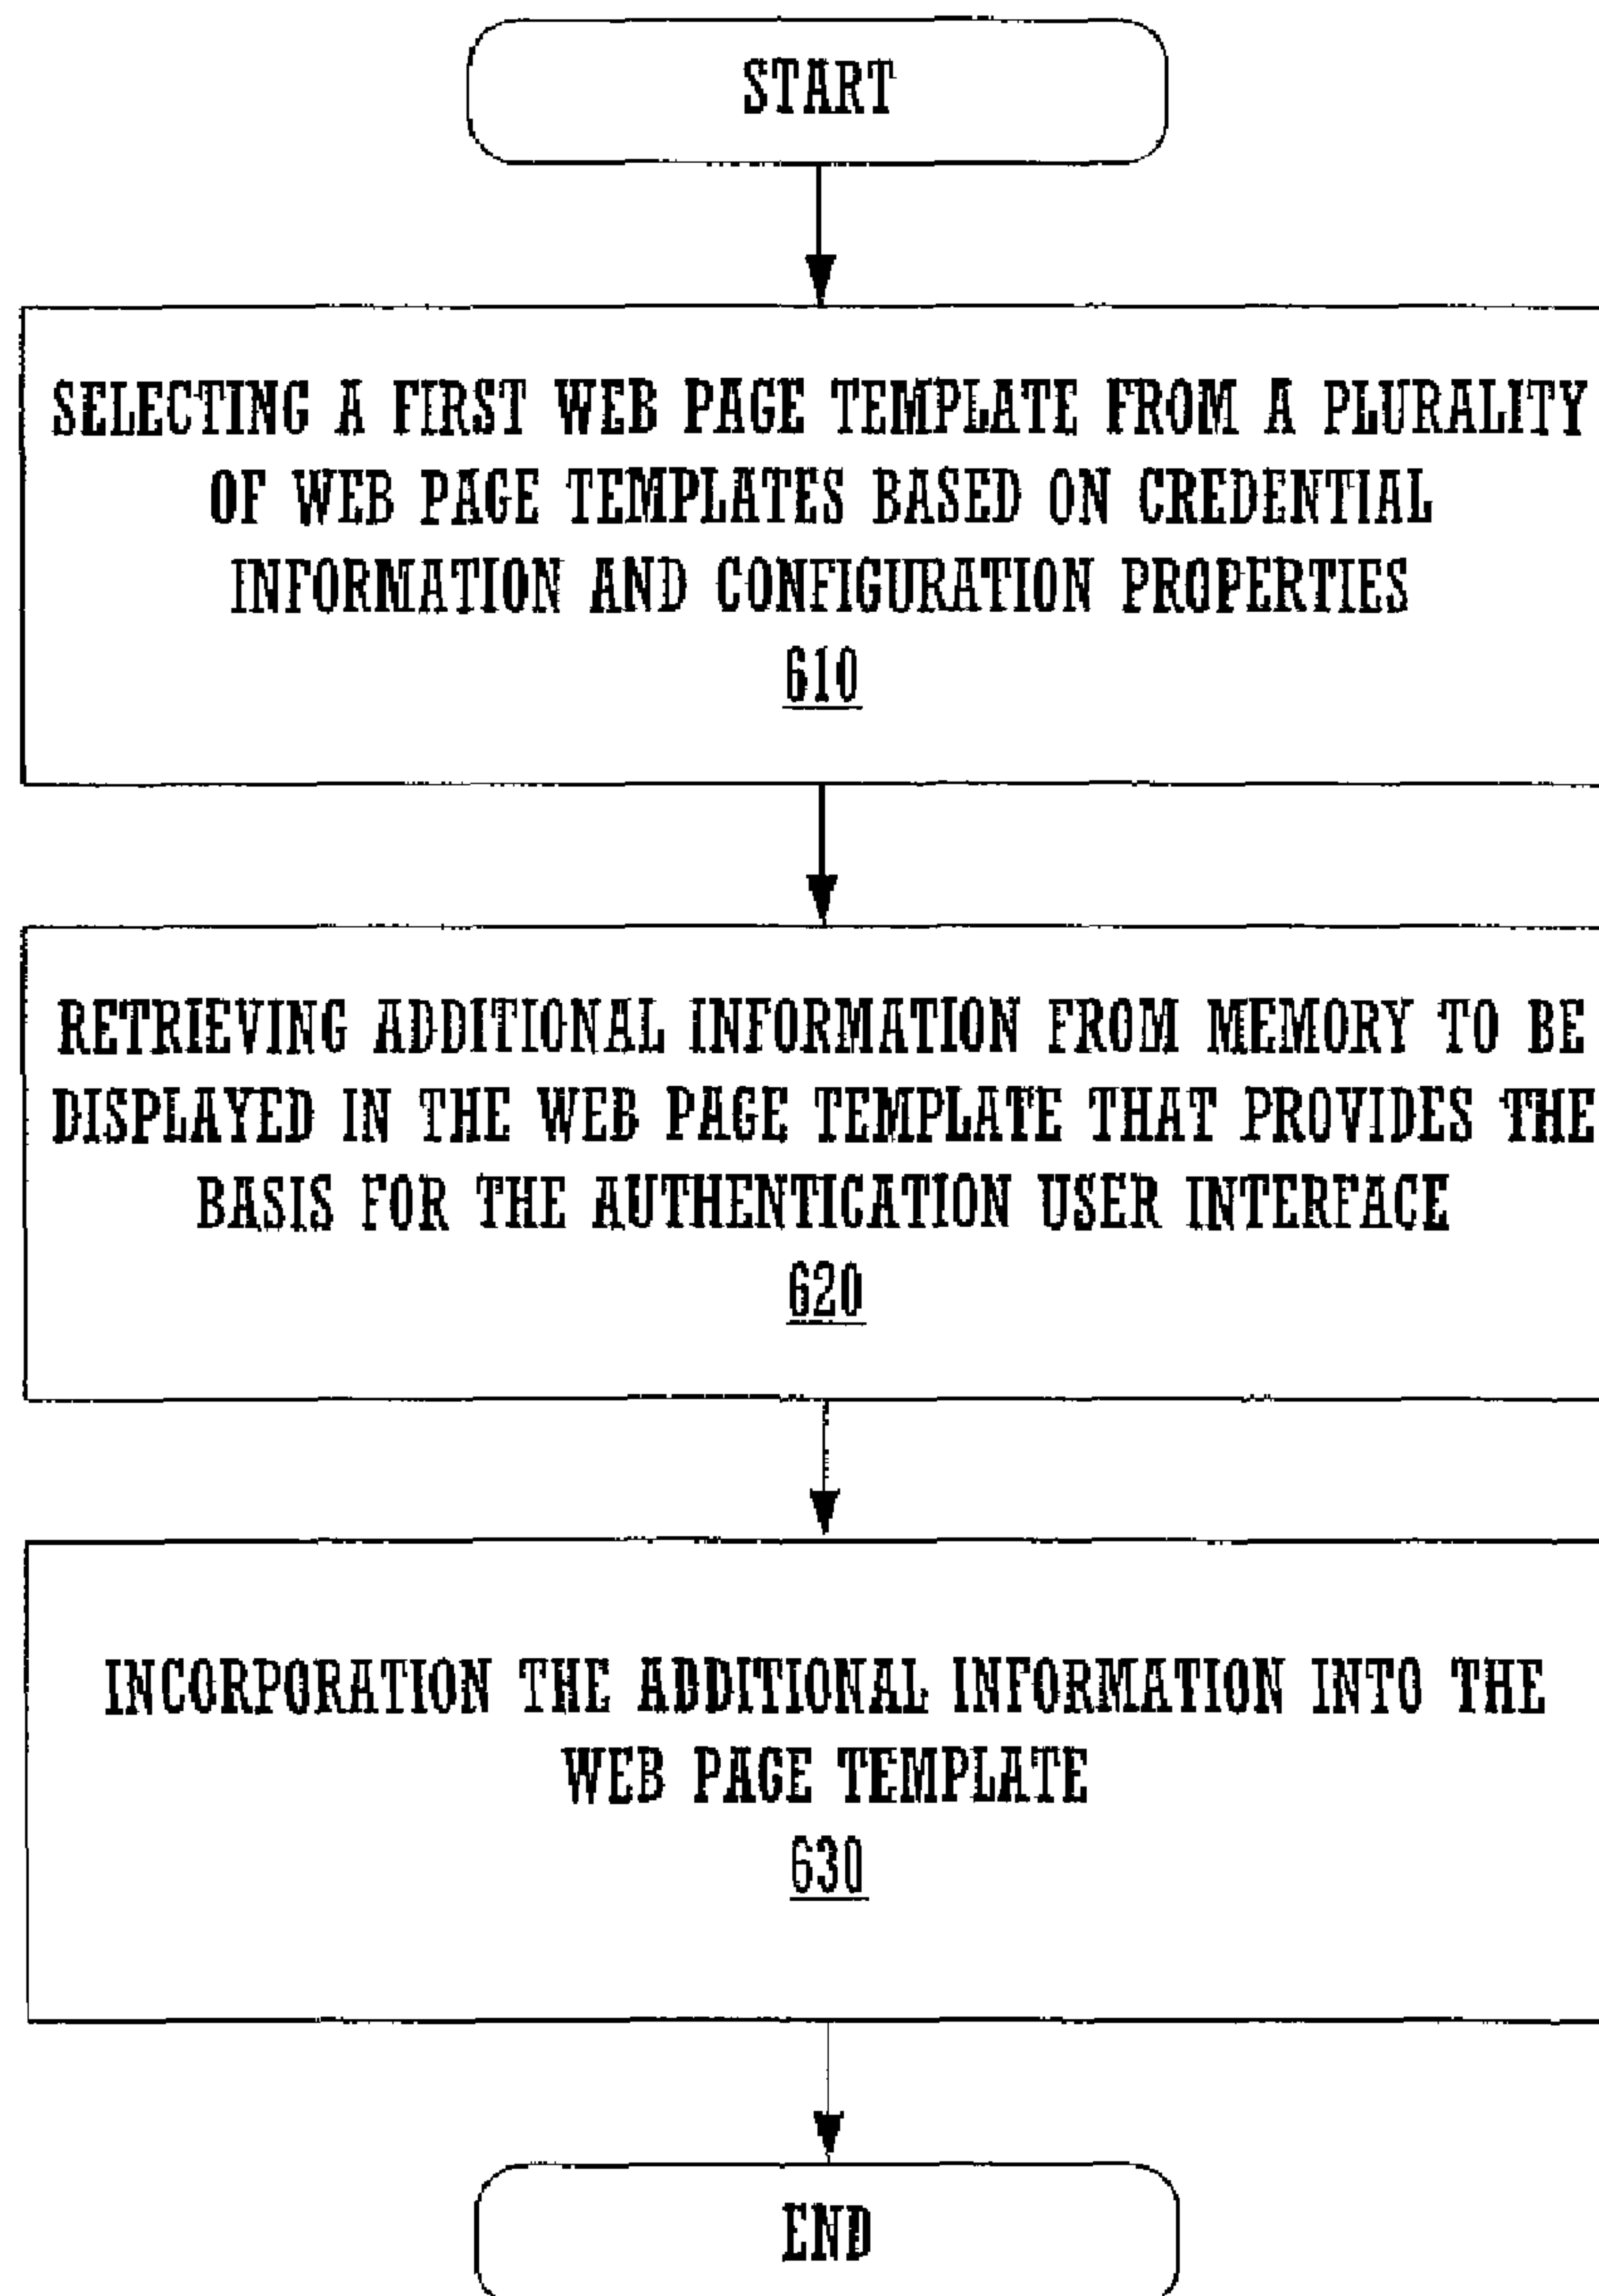 START
SELECTING A FIRST WEB PAGE TEMPLATE FROM A PLURALITY
OF WEB PAGE TEMPLATES BASED ON CREDENTIAL
INFORMATION AND CONFIGURATION PROPERTIES
610
RETRIEVING ADDITIONAL INFORMATION FROM MEMORY TO BE
DISPLAYED IN THE WEB PAGE TEMPLATE THAT PROVIDES THE
BASIS FOR THE AUTHENTICATION USER INTERFACE
620
INCORPORATION THE ADDITIONAL INFORMATION INTO THE
WEB PAGE TEMPLATE
630
END